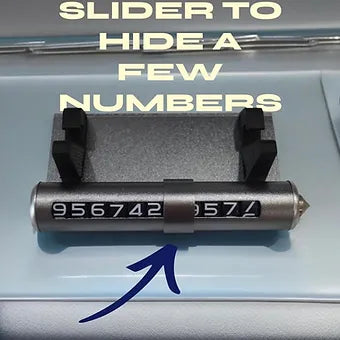 SLIDER TO
HIDE A
FEW
NUMBERS
956742 957